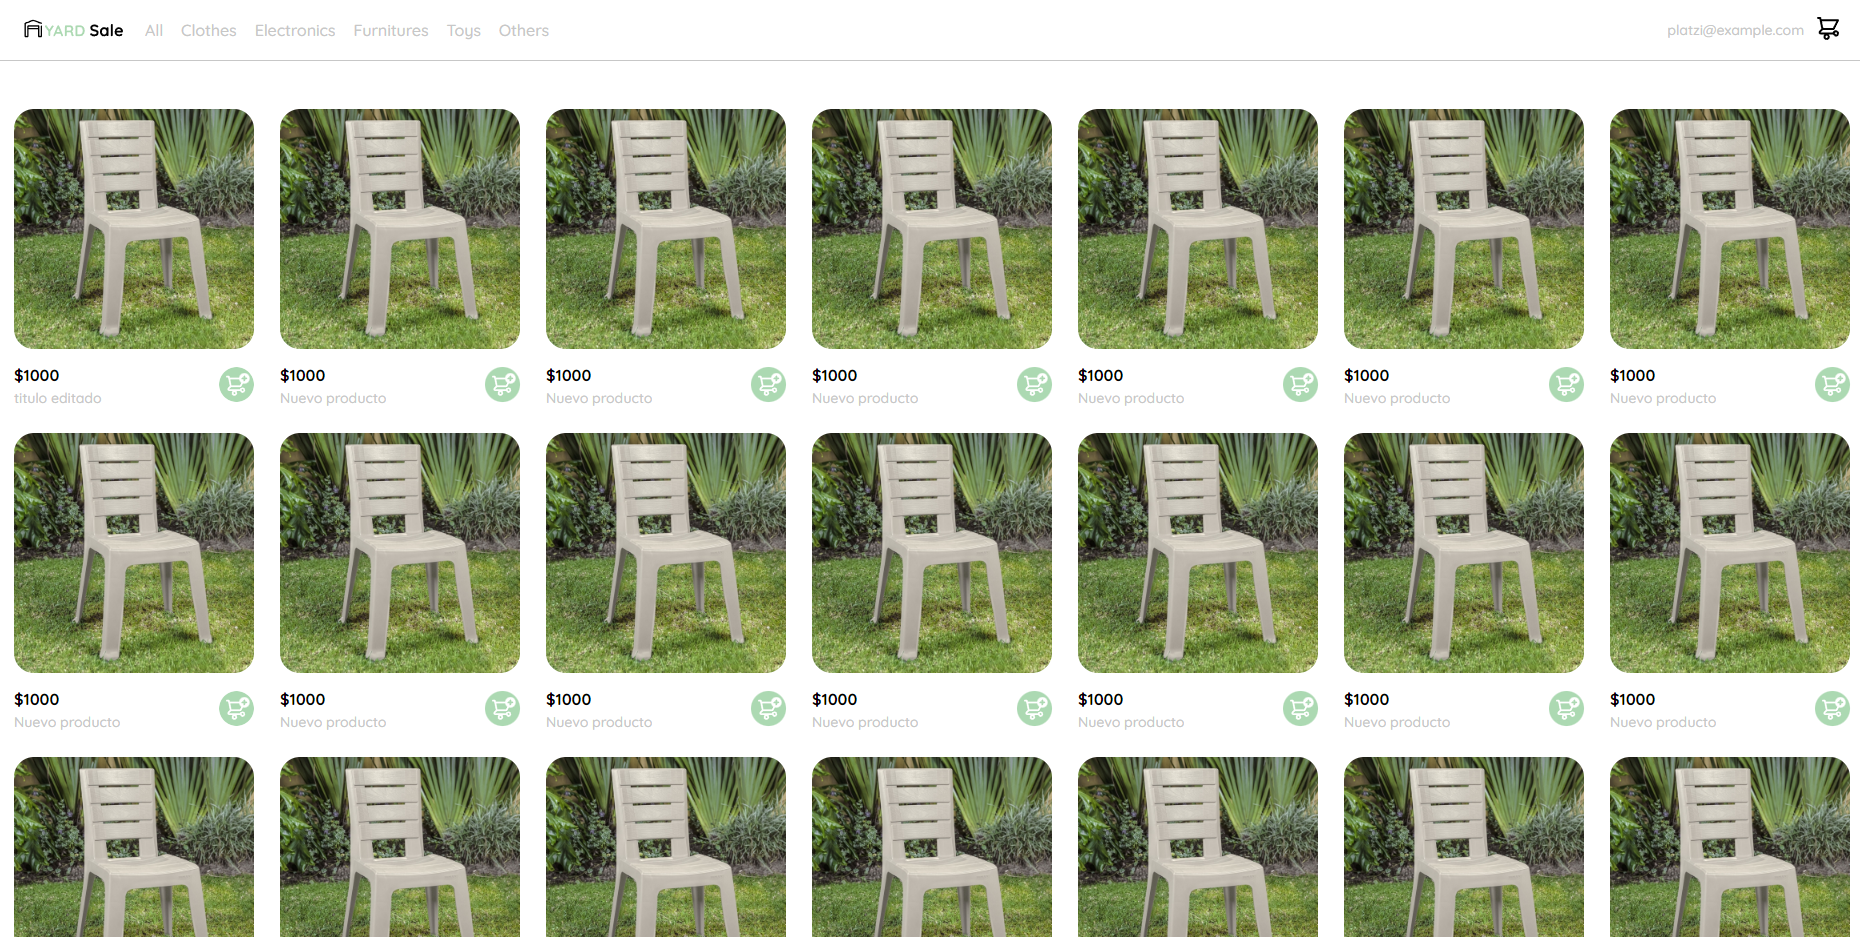 YARD Sale All Clothes Electronics Furnitures Toys Others platzi@example.com
$1000 $1000 $1000 $1000 $1000 $1000 $1000
titulo editado Nuevo producto Nuevo producto Nuevo producto Nuevo producto Nuevo producto Nuevo producto
$1000 $1000 $1000 $1000 $1000 $1000 $1000
Nuevo producto Nuevo producto Nuevo producto Nuevo producto Nuevo producto Nuevo producto Nuevo producto